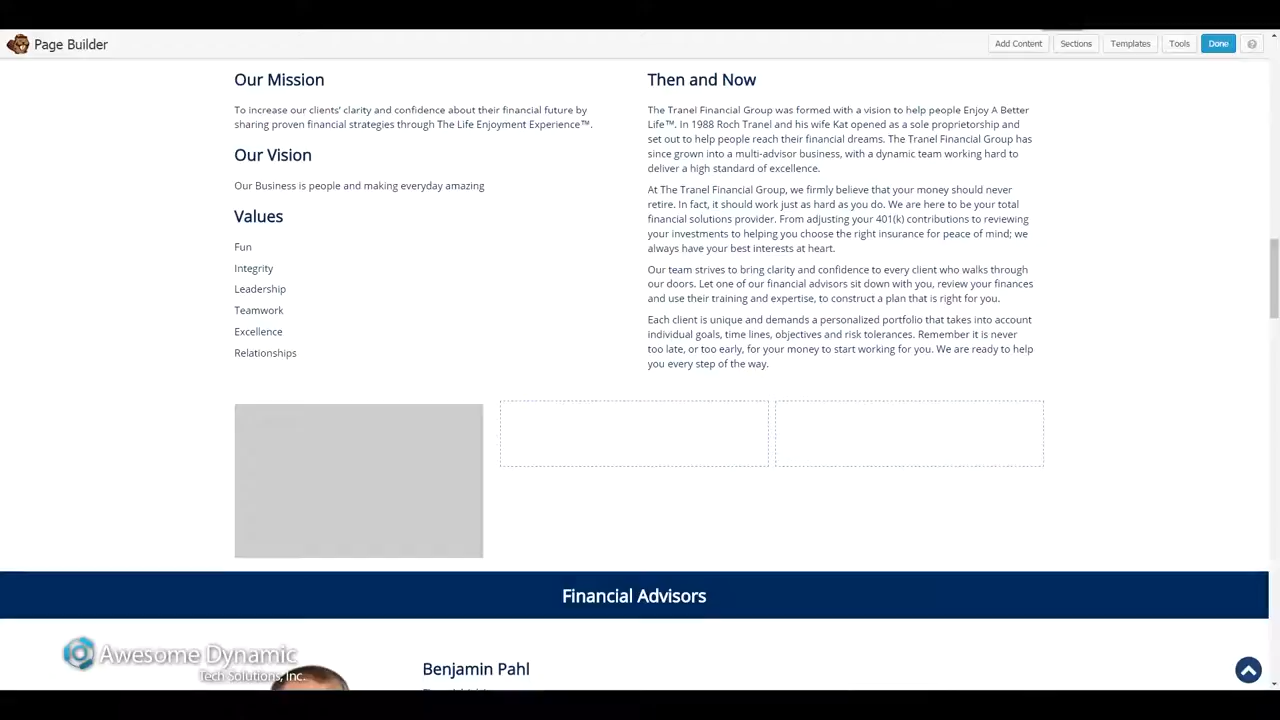 Page Builder
Add Content
Sections
Templates
Tools
Done
Our Mission
To increase our clients' clarity and confidence about their financial future by
sharing proven financial strategies through The Life Enjoyment Experience™.
Our Vision
Our Business is people and making everyday amazing
Values
Fun
Integrity
Leadership
Teamwork
Excellence
Relationships
Then and Now
The Tranel Financial Group was formed with a vision to help people Enjoy A Better
Life™. In 1988 Roch Tranel and his wife Kat opened as a sole proprietorship and
set out to help people reach their financial dreams. The Tranel Financial Group has
since grown into a multi-advisor business, with a dynamic team working hard to
deliver a high standard of excellence.
At The Tranel Financial Group, we firmly believe that your money should never
retire. In fact, it should work just as hard as you do. We are here to be your total
financial solutions provider. From adjusting your 401(k) contributions to reviewing
your investments to helping you choose the right insurance for peace of mind; we
always have your best interests at heart.
Our team strives to bring clarity and confidence to every client who walks through
our doors. Let one of our financial advisors sit down with you, review your finances
and use their training and expertise, to construct a plan that is right for you.
Each client is unique and demands a personalized portfolio that takes into account
individual goals, time lines, objectives and risk tolerances. Remember it is never
too late, or too early, for your money to start working for you. We are ready to help
you every step of the way.
Financial Advisors
Awesome Dynamic
Tech Solutions, Inc.
Benjamin Pahl